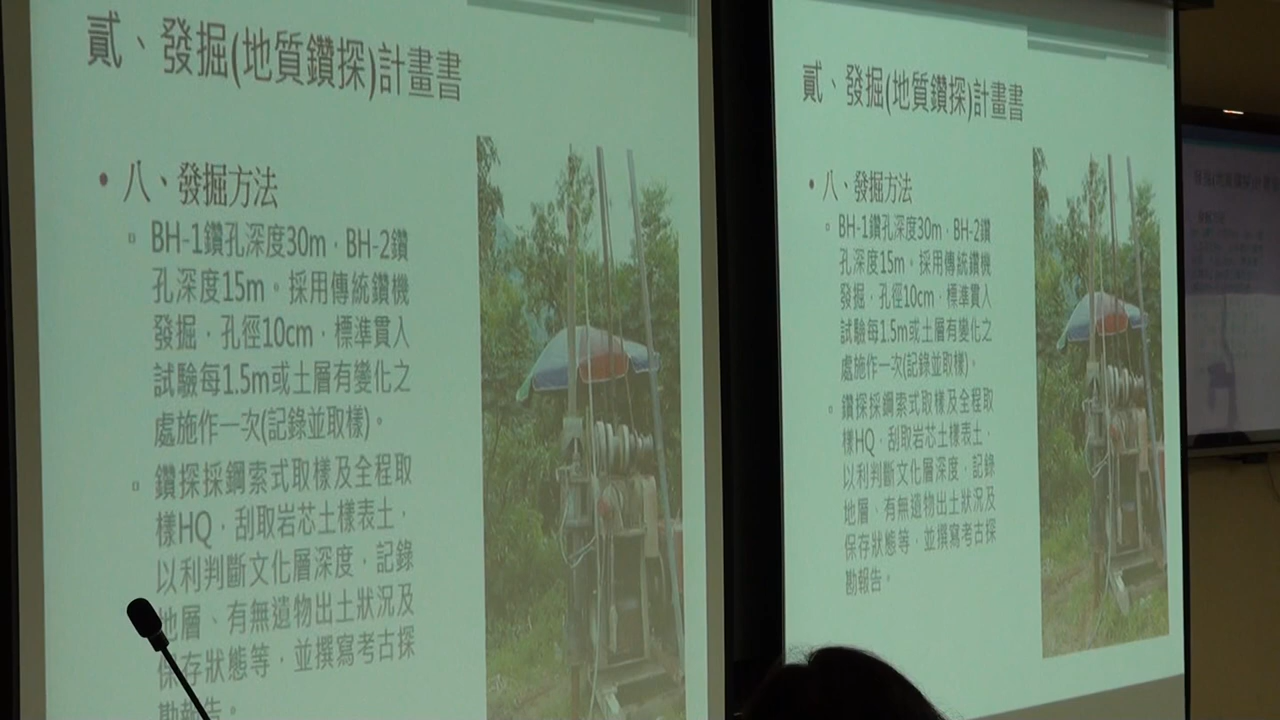 貳、發掘(地質鑽探)計畫書
• 八、發掘方法
▫ BH-1鑽孔深度30m，BH-2鑽
孔深度15m。採用傳統鑽機
發掘，孔徑10cm，標準貫入
試驗每1.5m或土層有變化之
處施作一次(記錄並取樣)。
▫ 鑽探採鋼索式取樣及全程取
樣HQ，刮取岩芯土樣表土，
以利判斷文化層深度，記錄
地層、有無遺物出土狀況及
保存狀態等，並撰寫考古探
勘報告。
貳、發掘(地質鑽探)計畫書
• 八、發掘方法
▫ BH-1鑽孔深度30m，BH-2鑽
孔深度15m。採用傳統鑽機
發掘，孔徑10cm，標準貫入
試驗每1.5m或土層有變化之
處施作一次(記錄並取樣)。
▫ 鑽探採鋼索式取樣及全程取
樣HQ，刮取岩芯土樣表土，
以利判斷文化層深度，記錄
地層、有無遺物出土狀況及
保存狀態等，並撰寫考古探
勘報告。